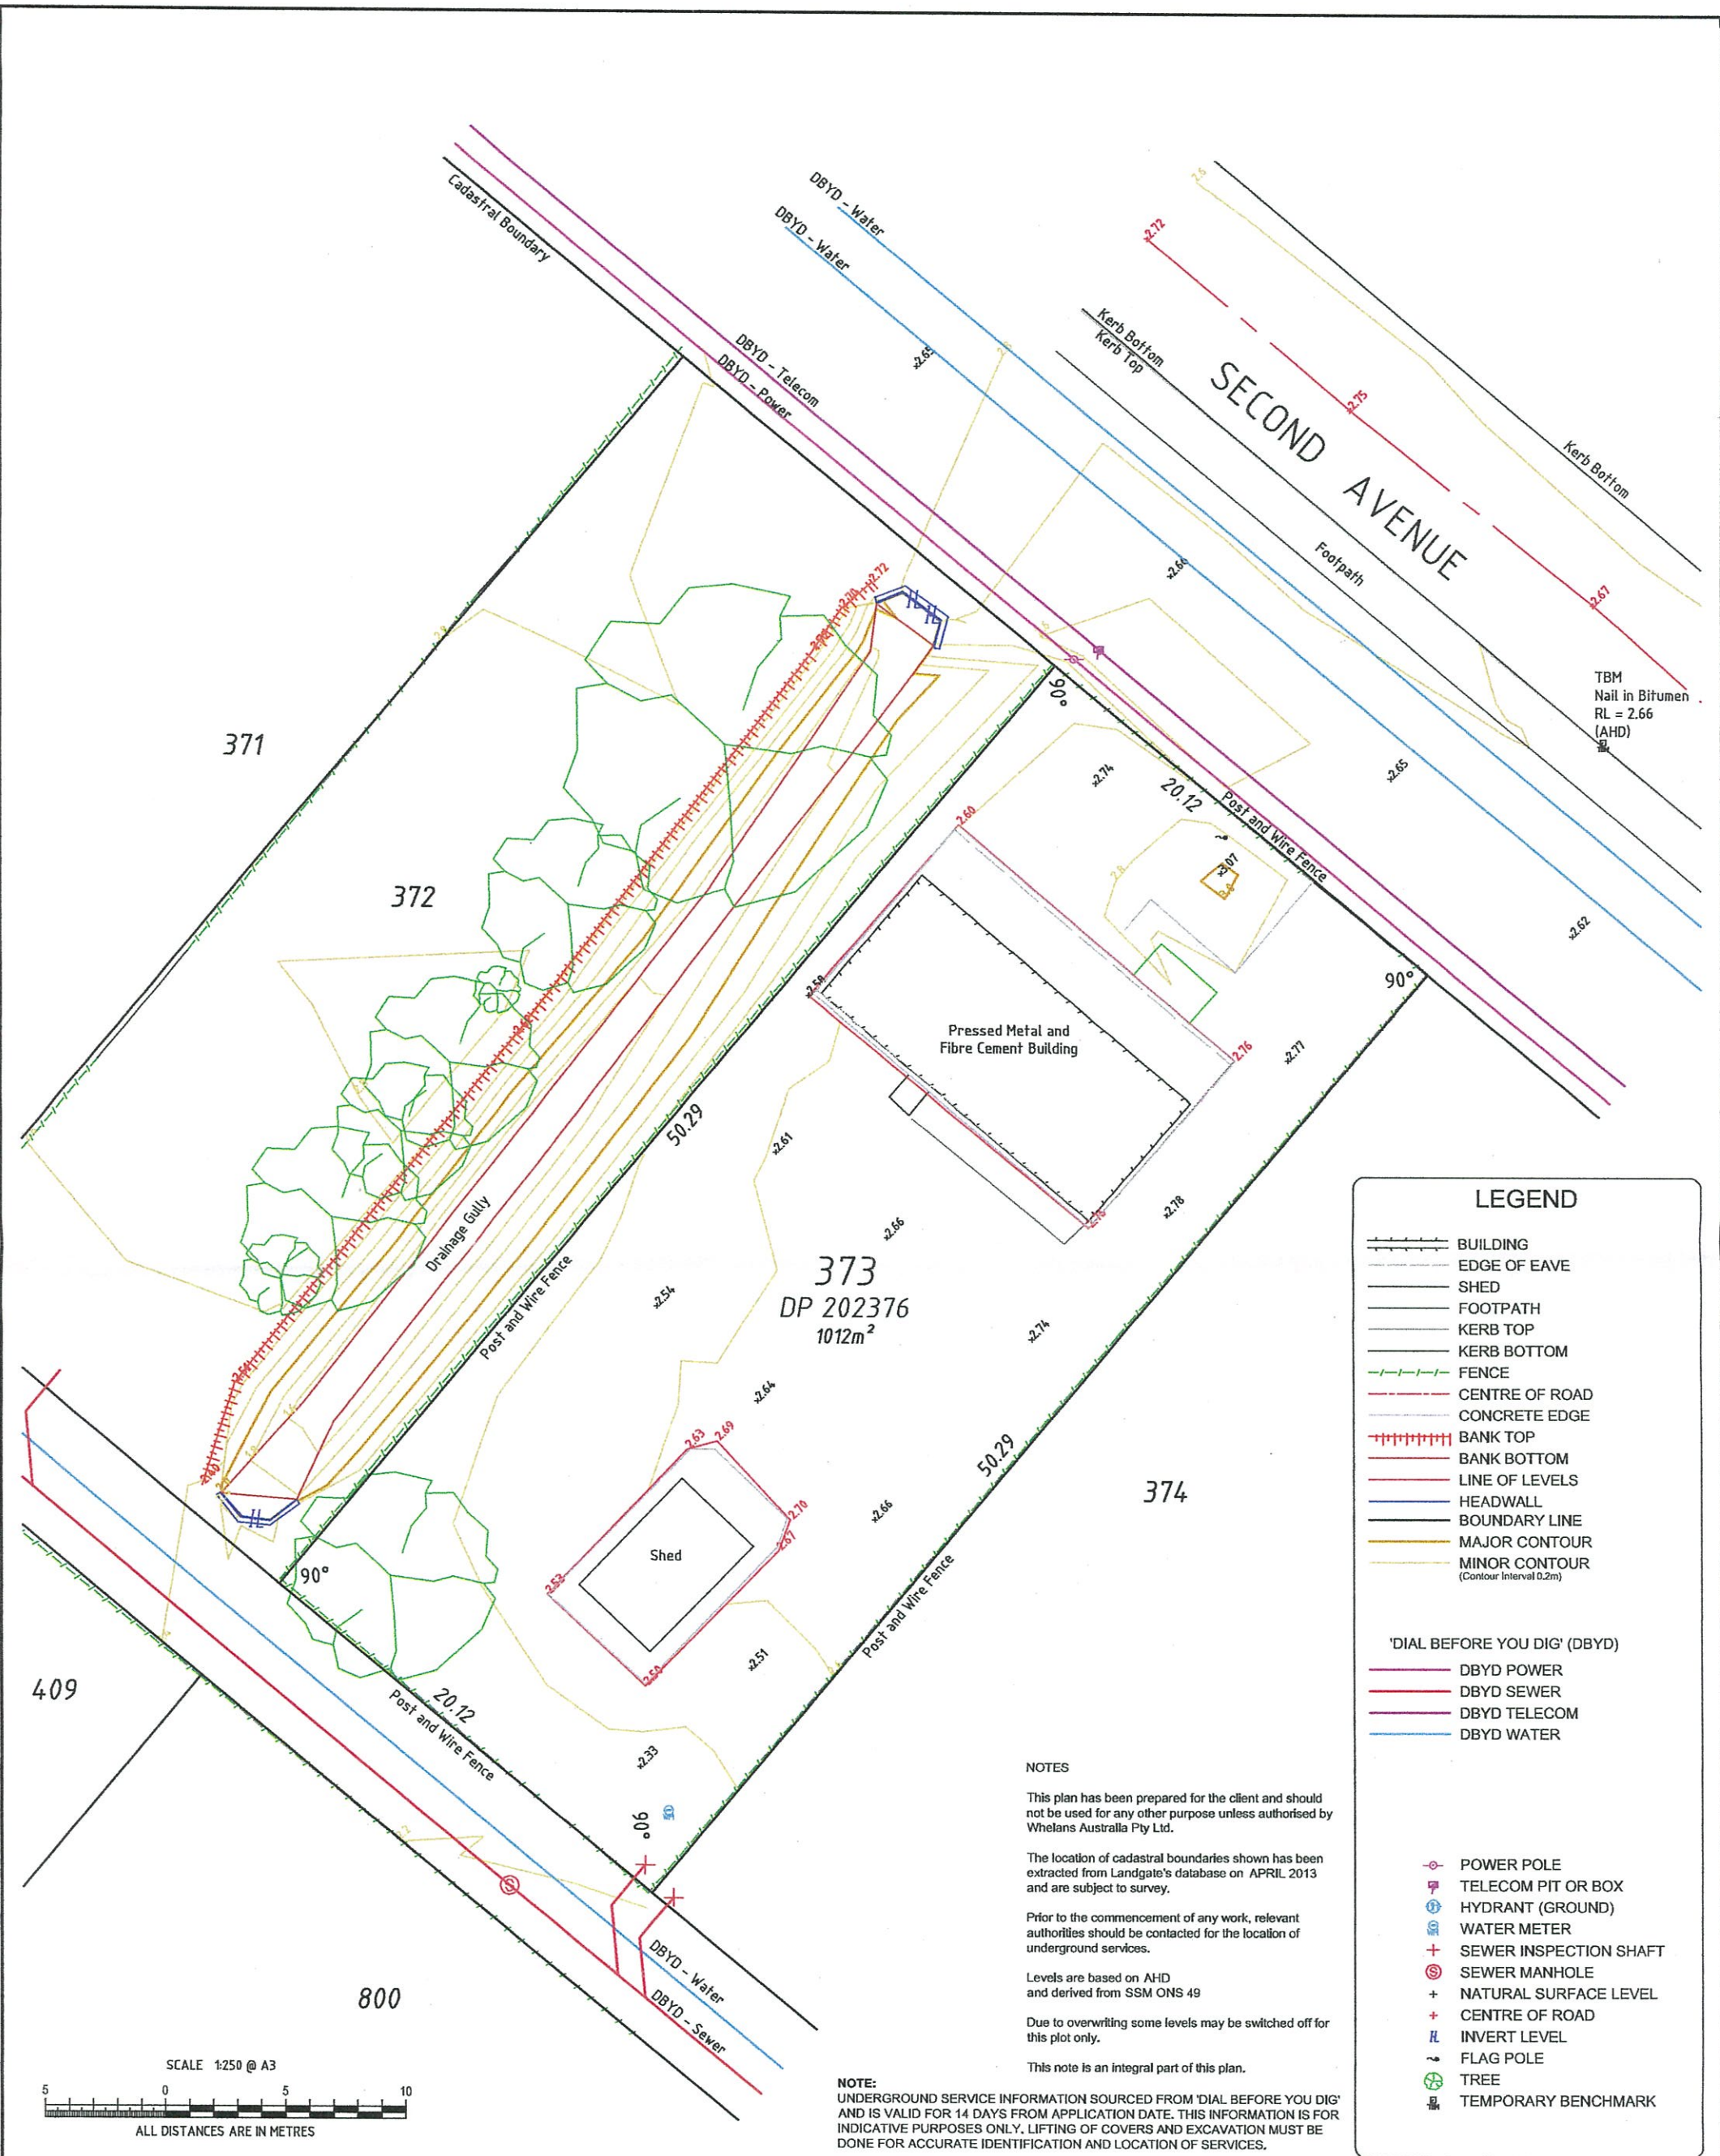 Cadastral Boundary
DBYD - Water
DBYD - Water
DBYD - Telecom
DBYD - Power
2.6
x2.72
x2.65
Kerb Bottom
Kerb Top
SECOND AVENUE
2.75
Kerb Bottom
Footpath
x2.66
2.67
TBM
Nail in Bitumen
RL = 2.66
(AHD)
2.72
2.70
IL
IL
90°
371
x2.74
20.12
Post and Wire Fence
x2.65
2.60
2.8
x3.07
372
x2.62
90°
x2.58
Pressed Metal and
Fibre Cement Building
2.76
x2.77
50.29
x2.61
Drainage Gully
x2.78
x2.66
373
DP 202376
1012m²
Post and Wire Fence
x2.54
x2.74
x2.64
2.63
2.69
50.29
374
1.6
1.8
IL
2.70
2.67
x2.66
Shed
90°
2.53
2.50
x2.51
Post and Wire Fence
409
20.12
Post and Wire Fence
x2.33
90°
DBYD - Water
DBYD - Sewer
800
SCALE 1:250 @ A3
5 0 5 10
ALL DISTANCES ARE IN METRES
NOTES
This plan has been prepared for the client and should
not be used for any other purpose unless authorised by
Whelans Australia Pty Ltd.
The location of cadastral boundaries shown has been
extracted from Landgate's database on APRIL 2013
and are subject to survey.
Prior to the commencement of any work, relevant
authorities should be contacted for the location of
underground services.
Levels are based on AHD
and derived from SSM ONS 49
Due to overwriting some levels may be switched off for
this plot only.
This note is an integral part of this plan.
NOTE:
UNDERGROUND SERVICE INFORMATION SOURCED FROM 'DIAL BEFORE YOU DIG'
AND IS VALID FOR 14 DAYS FROM APPLICATION DATE. THIS INFORMATION IS FOR
INDICATIVE PURPOSES ONLY. LIFTING OF COVERS AND EXCAVATION MUST BE
DONE FOR ACCURATE IDENTIFICATION AND LOCATION OF SERVICES.
LEGEND
BUILDING
EDGE OF EAVE
SHED
FOOTPATH
KERB TOP
KERB BOTTOM
FENCE
CENTRE OF ROAD
CONCRETE EDGE
BANK TOP
BANK BOTTOM
LINE OF LEVELS
HEADWALL
BOUNDARY LINE
MAJOR CONTOUR
MINOR CONTOUR
(Contour Interval 0.2m)
'DIAL BEFORE YOU DIG' (DBYD)
DBYD POWER
DBYD SEWER
DBYD TELECOM
DBYD WATER
POWER POLE
TELECOM PIT OR BOX
HYDRANT (GROUND)
WATER METER
SEWER INSPECTION SHAFT
SEWER MANHOLE
NATURAL SURFACE LEVEL
CENTRE OF ROAD
IL INVERT LEVEL
FLAG POLE
TREE
TEMPORARY BENCHMARK